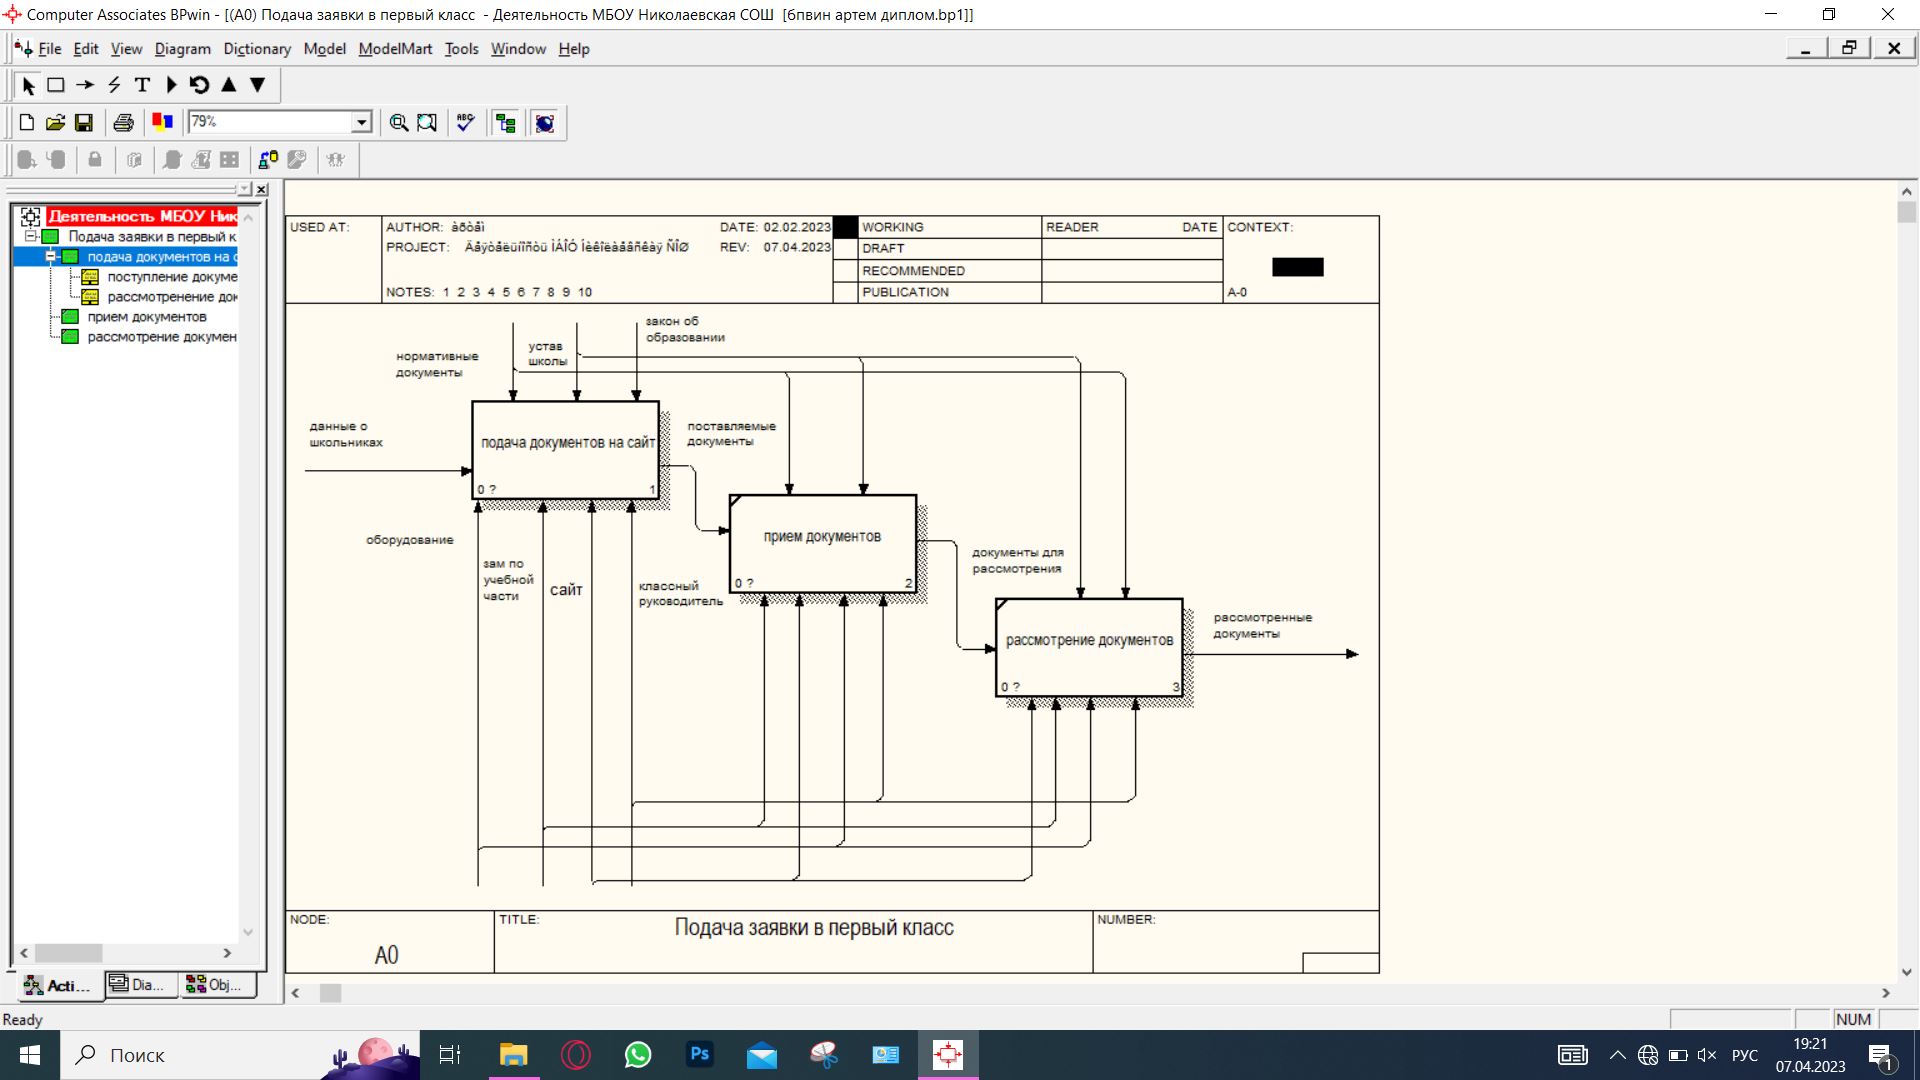 Computer Associates BPwin - [(A0) Подача заявки в первый класс - Деятельность МБОУ Николаевская СОШ [бпвин артем диплом.bp1]]
File Edit View Diagram Dictionary Model ModelMart Tools Window Help
79%
Деятельность МБОУ Ник
Подача заявки в первый к
подача документов на с
поступление докуме
рассмотренение док
прием документов
рассмотрение докумен
USED AT:
AUTHOR: àðòåì
DATE: 02.02.2023
PROJECT: Äåÿòåëüíîñòü ÌÁÎÓ Íèêîëàåâñêàÿ ÑÎØ
REV: 07.04.2023
NOTES: 1 2 3 4 5 6 7 8 9 10
WORKING
DRAFT
RECOMMENDED
PUBLICATION
READER DATE
CONTEXT:
A-0
закон об
образовании
устав
школы
нормативные
документы
данные о
школьниках
подача документов на сайт
0 ? 1
поставляемые
документы
оборудование
зам по
учебной
части
сайт
классный
руководитель
прием документов
0 ? 2
документы для
рассмотрения
рассмотрение документов
0 ? 3
рассмотренные
документы
NODE:
A0
TITLE:
Подача заявки в первый класс
NUMBER:
Acti...
Dia...
Obj...
Ready
NUM
Поиск
Ps
РУС
19:21
07.04.2023
1